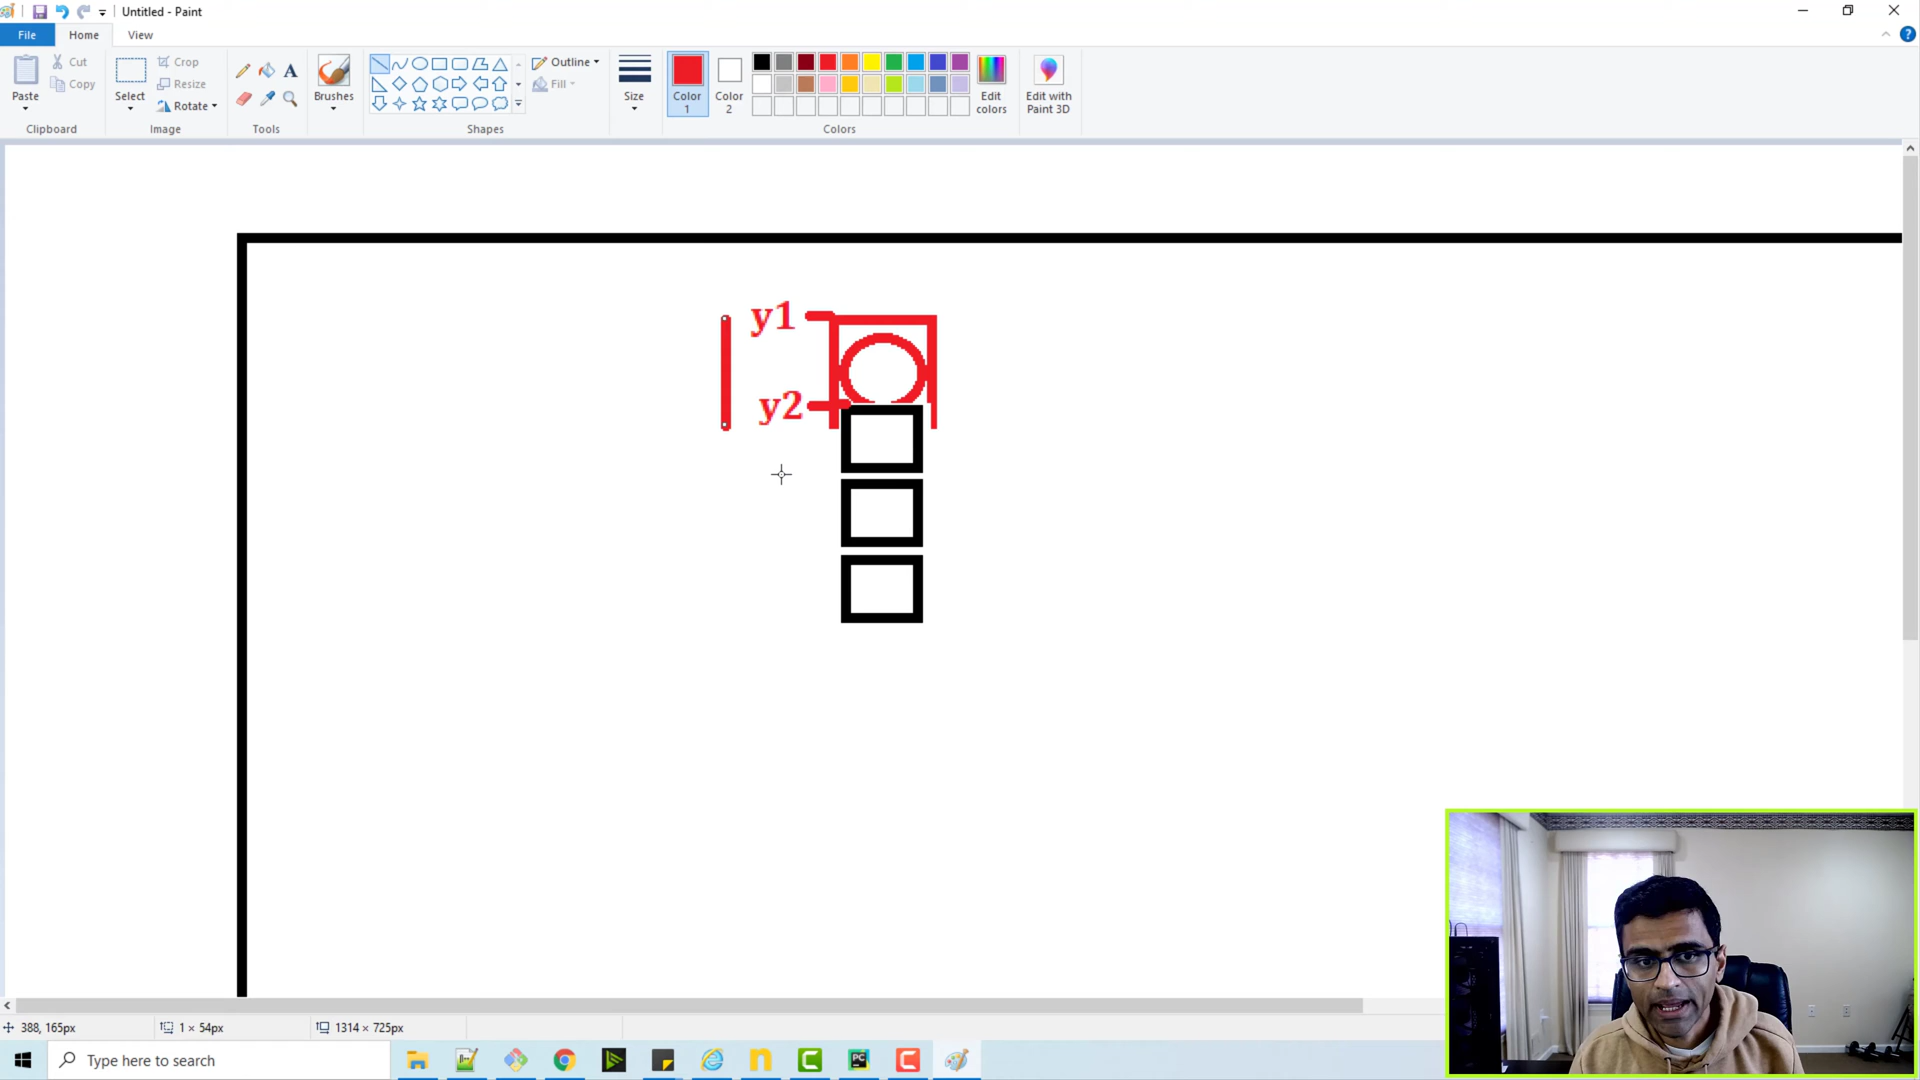 Untitled - Paint
File
Home
View
Paste
Cut
Copy
Clipboard
Select
Crop
Resize
Rotate
Image
Tools
Brushes
Shapes
Outline
Fill
Size
Color 1
Color 2
Edit colors
Colors
Edit with Paint 3D
y1
y2
388, 165px
1 × 54px
1314 × 725px
Type here to search